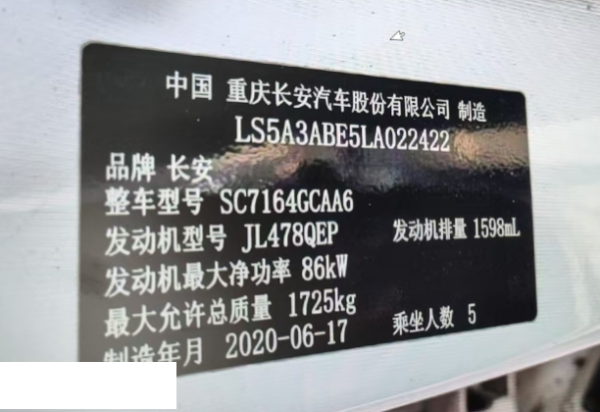 中国 重庆长安汽车股份有限公司 制造
LS5A3ABE5LA022422
品牌 长安
整车型号 SC7164GCAA6
发动机型号 JL478QEP 发动机排量 1598mL
发动机最大净功率 86kW
最大允许总质量 1725kg
制造年月 2020-06-17 乘坐人数 5